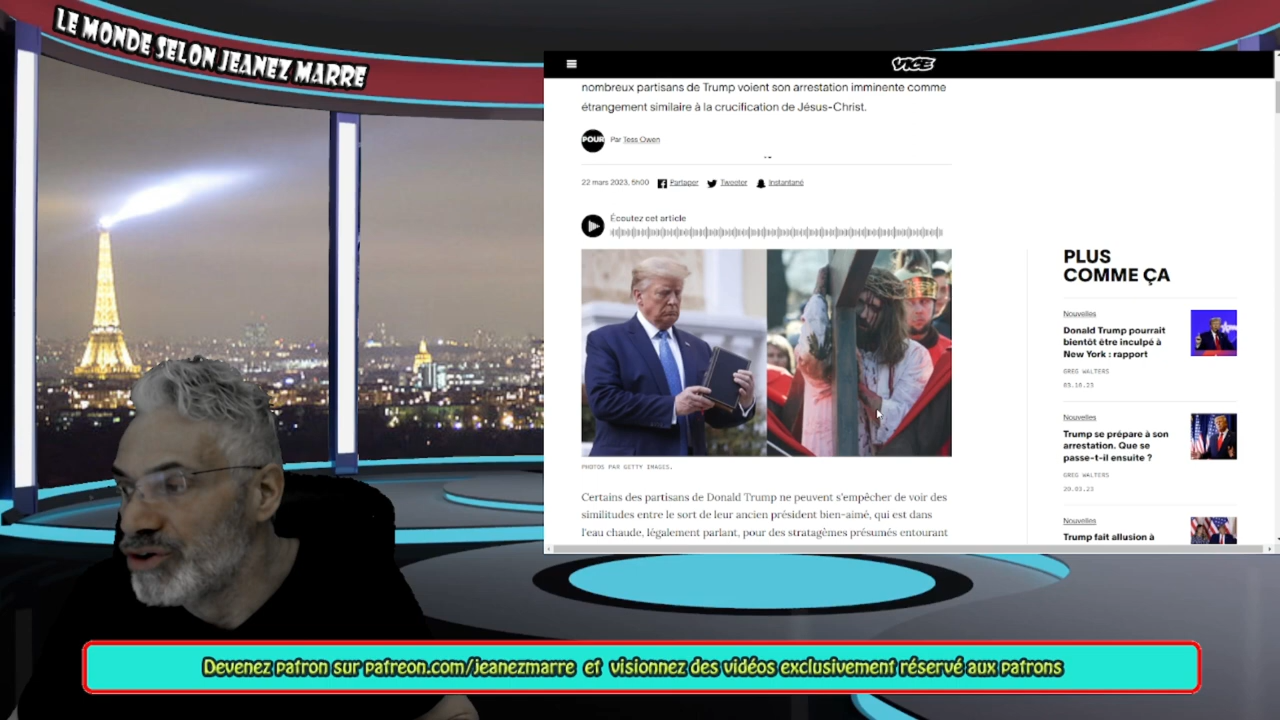 LE MONDE SELON JEANEZ MARRE
VICE
nombreux partisans de Trump voient son arrestation imminente comme
étrangement similaire à la crucification de Jésus-Christ.
POUR
Par Tess Owen
22 mars 2023, 5h00 Partager Tweeter Instantané
Écoutez cet article
PHOTOS PAR GETTY IMAGES.
Certains des partisans de Donald Trump ne peuvent s'empêcher de voir des
similitudes entre le sort de leur ancien président bien-aimé, qui est dans
l'eau chaude, légalement parlant, pour des stratagèmes présumés entourant
PLUS
COMME ÇA
Nouvelles
Donald Trump pourrait
bientôt être inculpé à
New York : rapport
GREG WALTERS
03.10.23
Nouvelles
Trump se prépare à son
arrestation. Que se
passe-t-il ensuite ?
GREG WALTERS
20.03.23
Nouvelles
Trump fait allusion à
Devenez patron sur patreon.com/jeanezmarre et visionnez des vidéos exclusivement réservé aux patrons